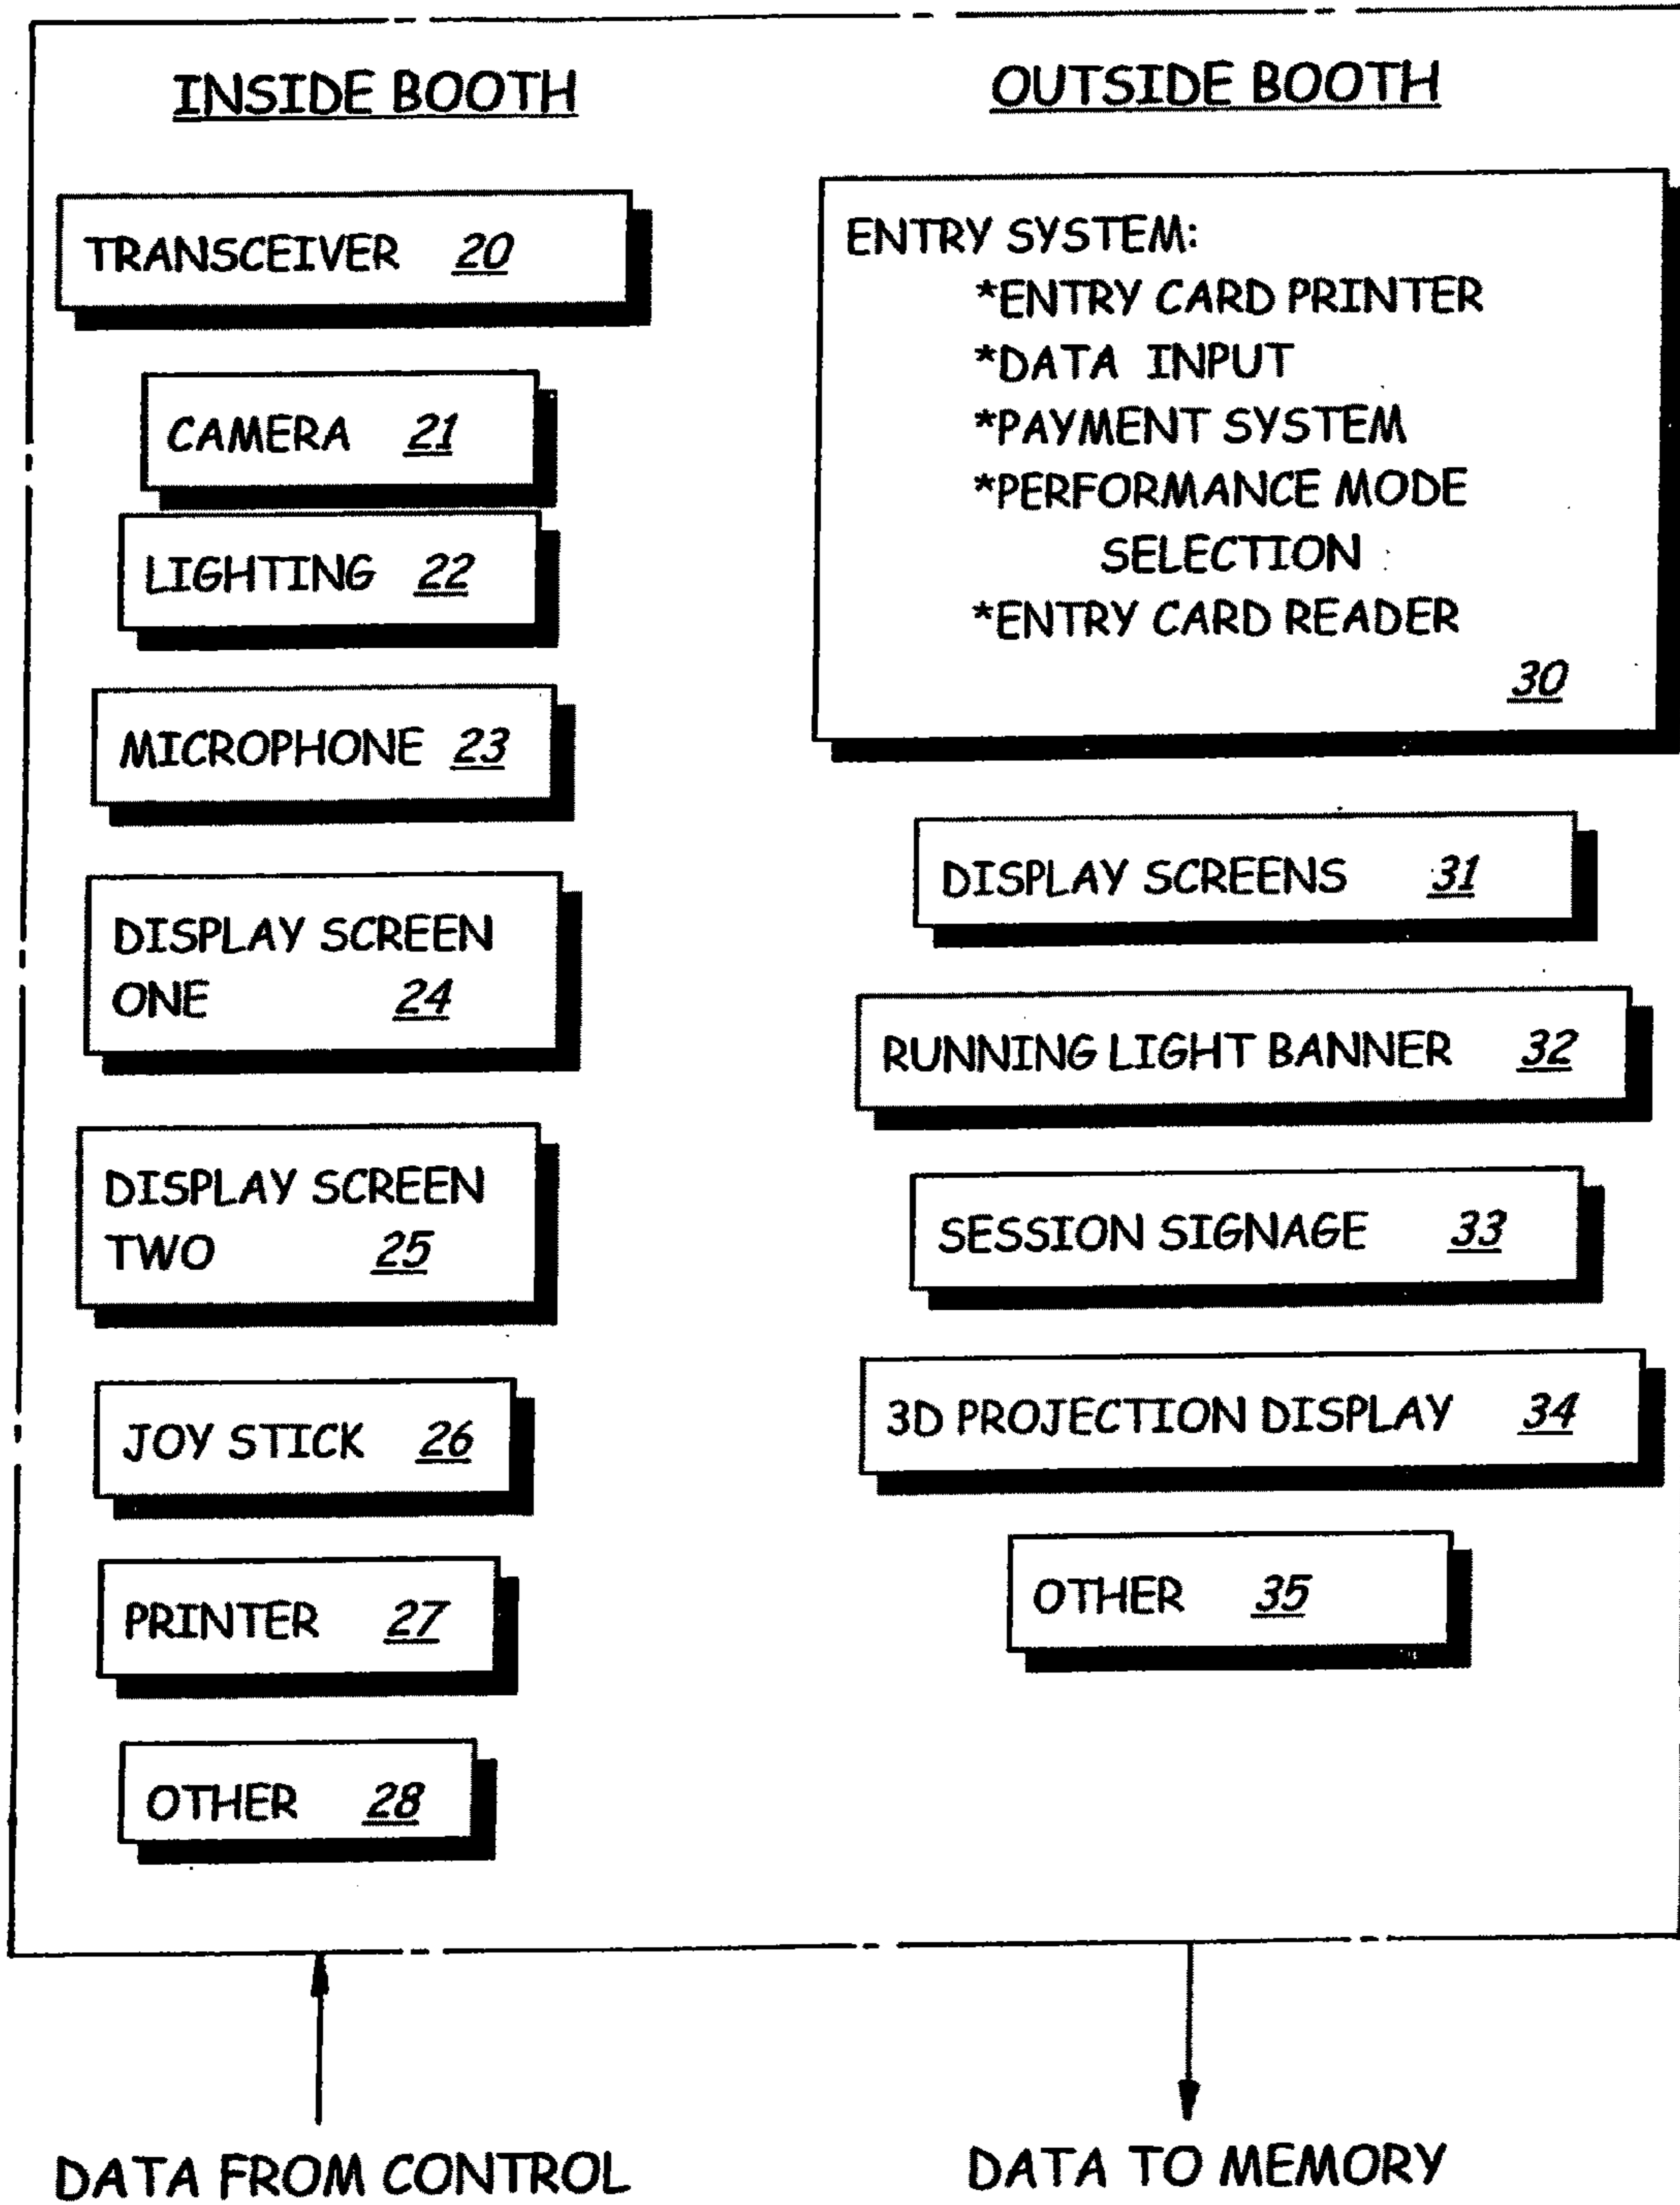 INSIDE BOOTH
TRANSCEIVER 20
CAMERA 21
LIGHTING 22
MICROPHONE 23
DISPLAY SCREEN
ONE 24
DISPLAY SCREEN
TWO 25
JOY STICK 26
PRINTER 27
OTHER 28
OUTSIDE BOOTH
ENTRY SYSTEM:
*ENTRY CARD PRINTER
*DATA INPUT
*PAYMENT SYSTEM
*PERFORMANCE MODE
SELECTION
*ENTRY CARD READER
30
DISPLAY SCREENS 31
RUNNING LIGHT BANNER 32
SESSION SIGNAGE 33
3D PROJECTION DISPLAY 34
OTHER 35
DATA FROM CONTROL
DATA TO MEMORY